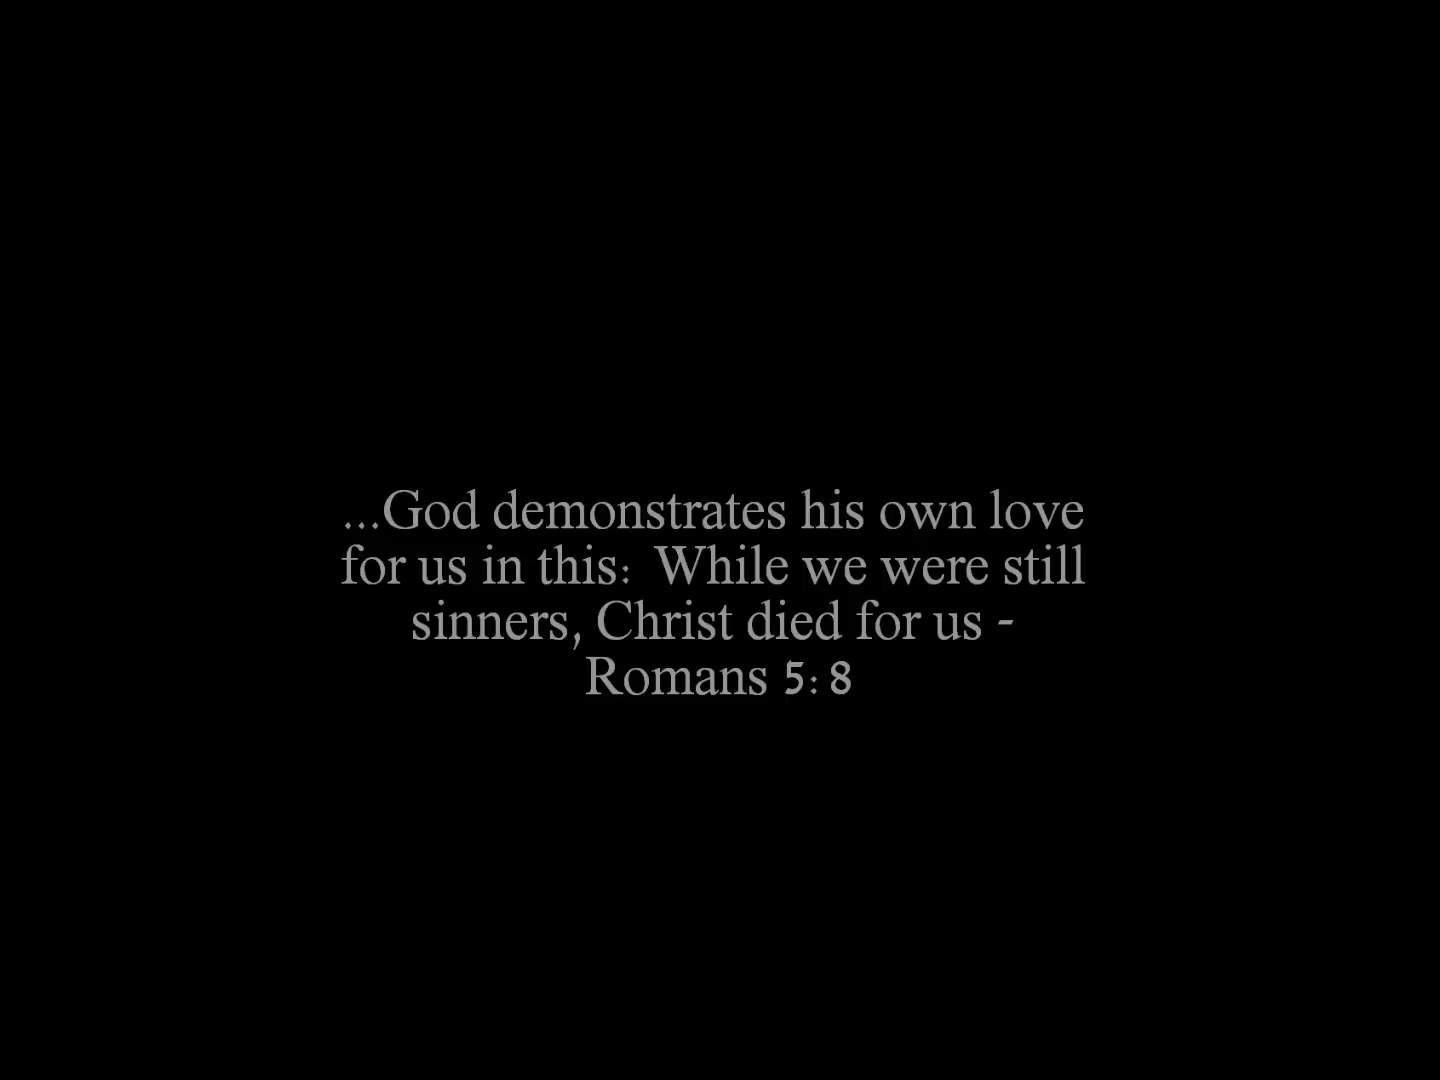 ...God demonstrates his own love
for us in this:  While we were still
sinners, Christ died for us -
Romans 5:8